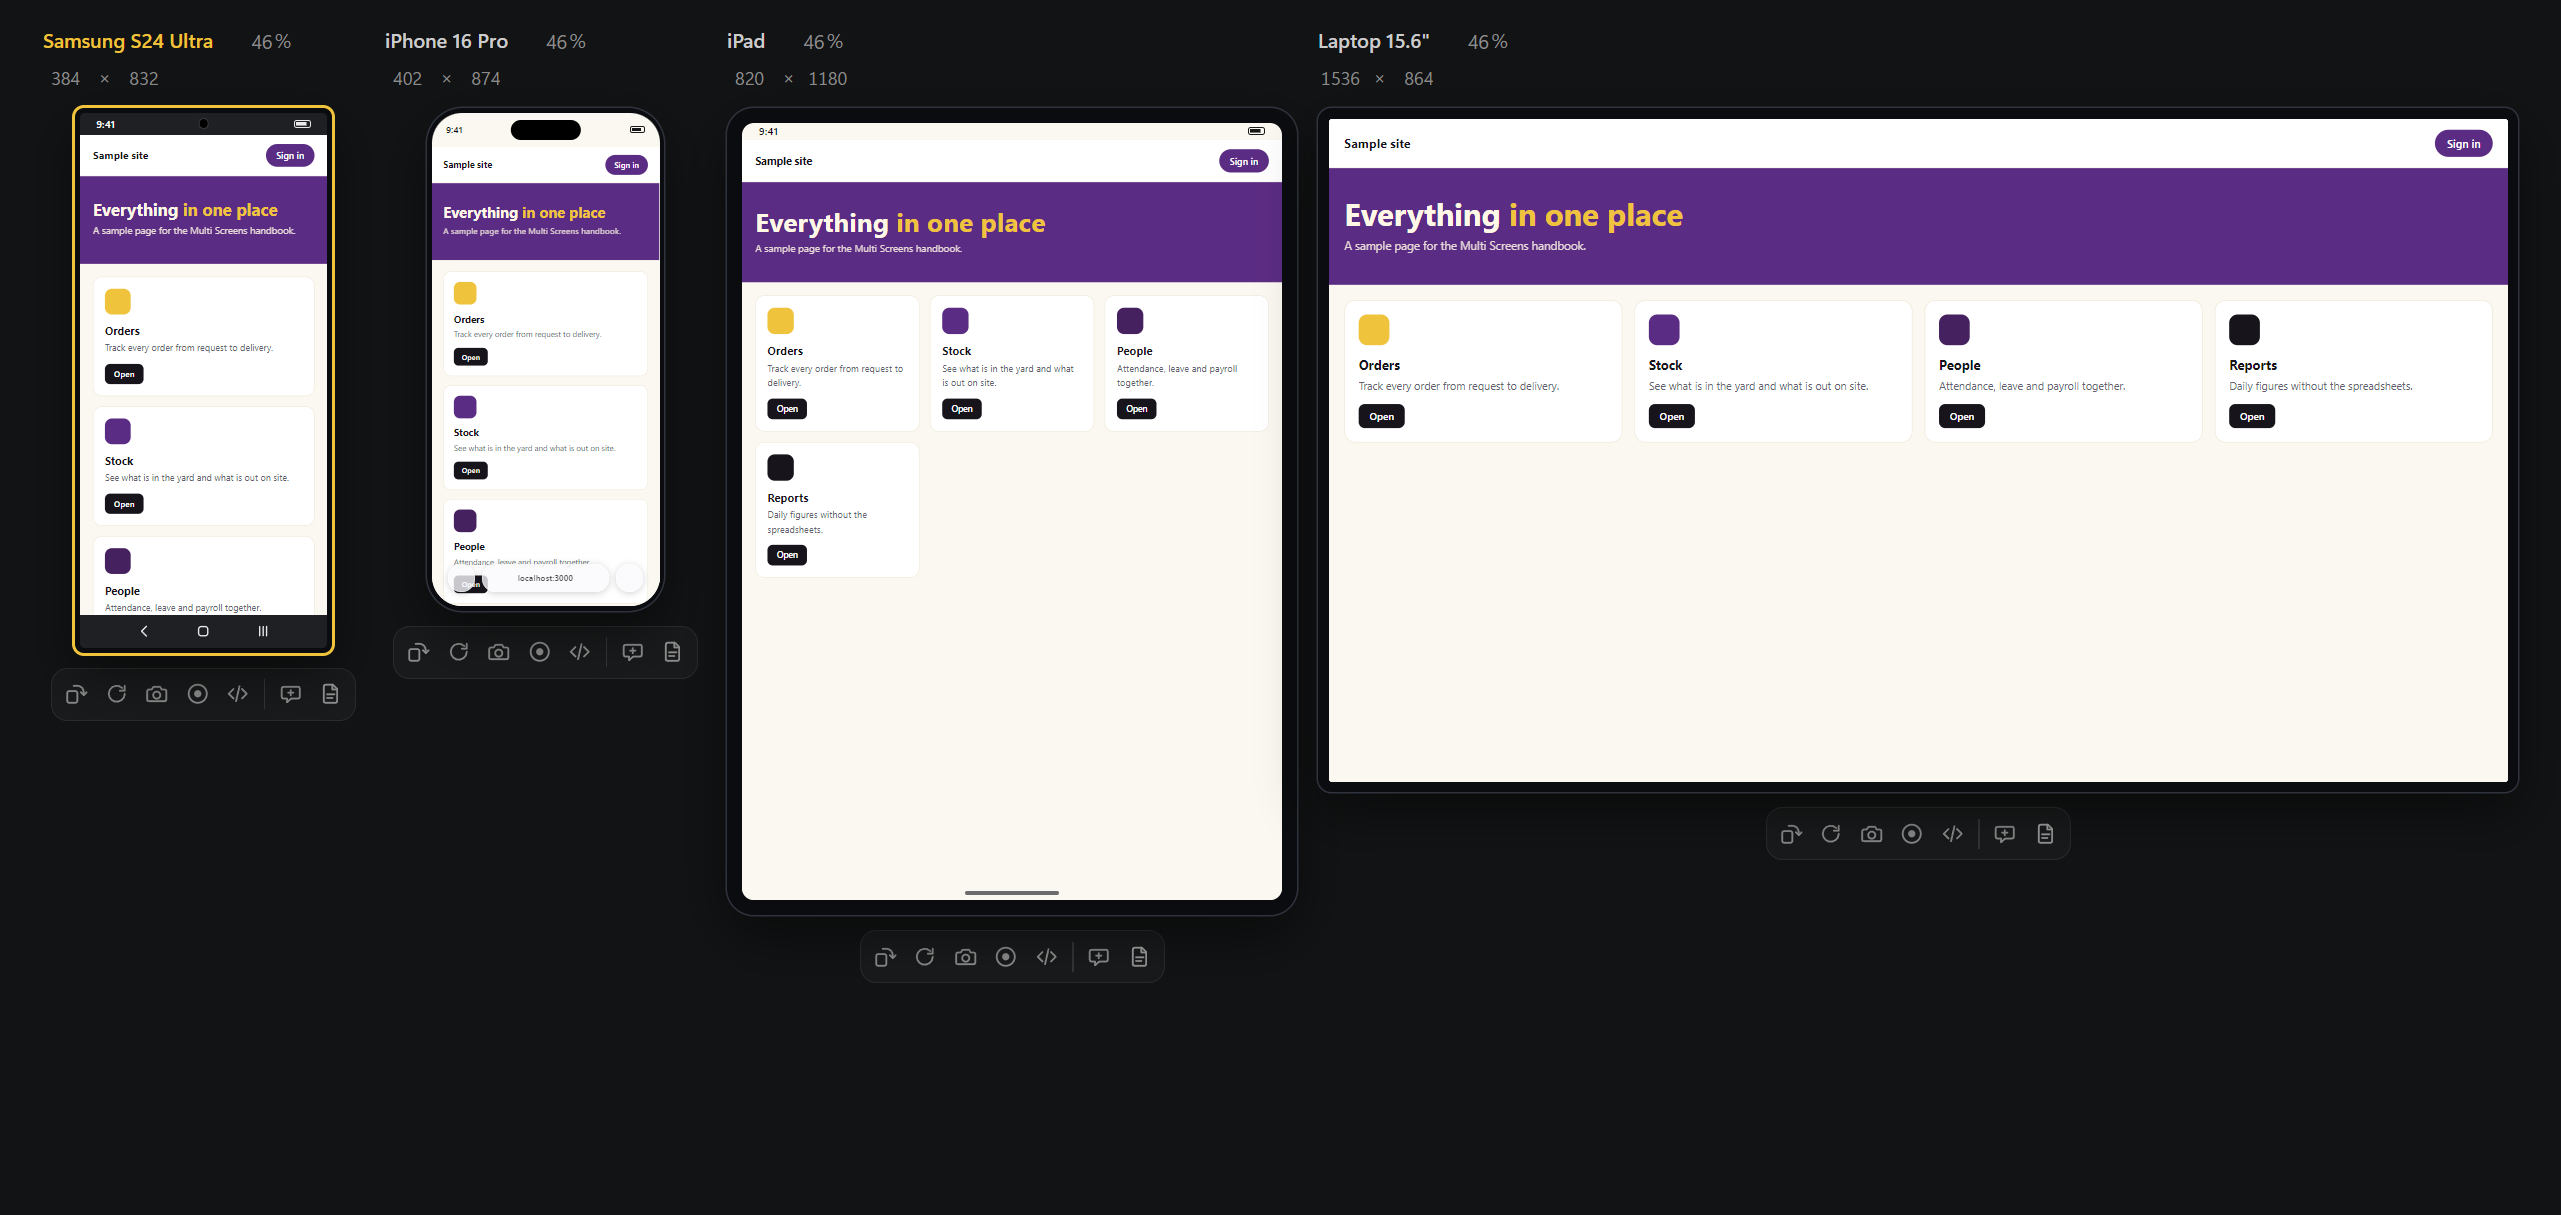 Samsung S24 Ultra 46%
384 × 832
9:41
Sample site
Sign in
Everything in one place
A sample page for the Multi Screens handbook.
Orders
Track every order from request to delivery.
Open
Stock
See what is in the yard and what is out on site.
Open
People
Attendance, leave and payroll together.
iPhone 16 Pro 46%
402 × 874
9:41
Sample site
Sign in
Everything in one place
A sample page for the Multi Screens handbook.
Orders
Track every order from request to delivery.
Open
Stock
See what is in the yard and what is out on site.
Open
People
Attendance, leave and payroll together.
Open
localhost:3000
iPad 46%
820 × 1180
9:41
Sample site
Sign in
Everything in one place
A sample page for the Multi Screens handbook.
Orders
Track every order from request to
delivery.
Open
Stock
See what is in the yard and what
is out on site.
Open
People
Attendance, leave and payroll
together.
Open
Reports
Daily figures without the
spreadsheets.
Open
Laptop 15.6" 46%
1536 × 864
Sample site
Sign in
Everything in one place
A sample page for the Multi Screens handbook.
Orders
Track every order from request to delivery.
Open
Stock
See what is in the yard and what is out on site.
Open
People
Attendance, leave and payroll together.
Open
Reports
Daily figures without the spreadsheets.
Open